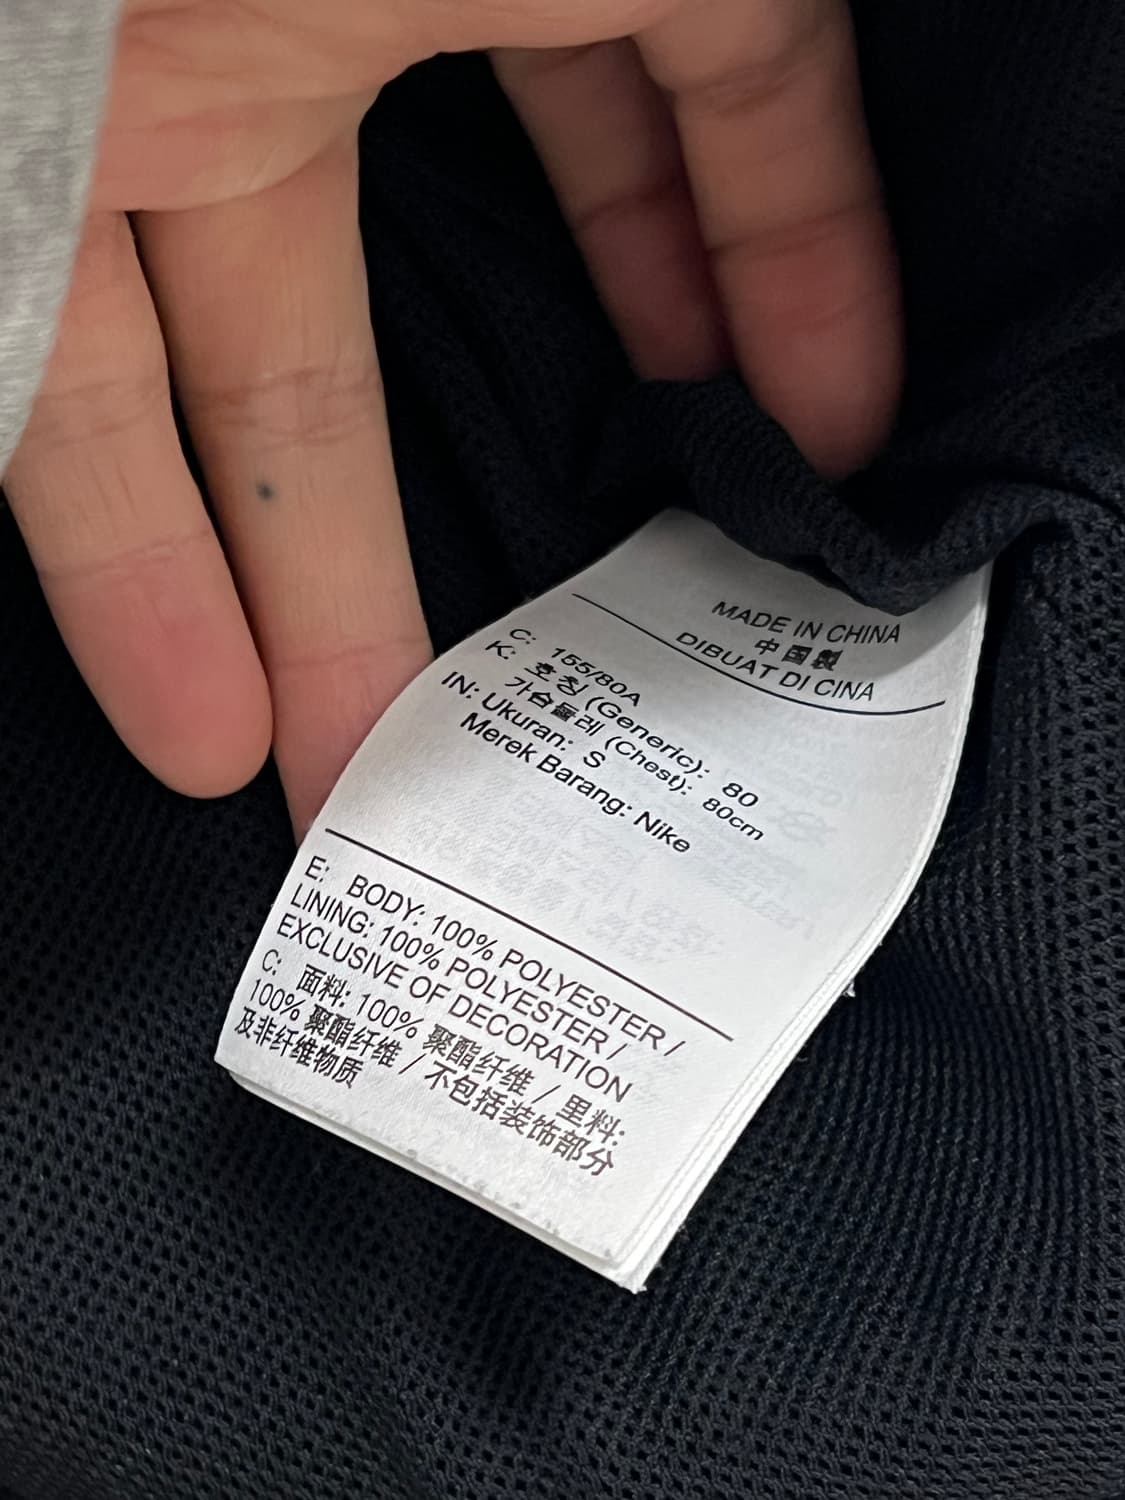 MADE IN CHINA
中国製
DIBUAT DI CINA
C: 155/80A
K: 호칭 (Generic): 80
가슴둘레 (Chest): 80cm
IN: Ukuran: S
Merek Barang: Nike
E: BODY: 100% POLYESTER /
LINING: 100% POLYESTER /
EXCLUSIVE OF DECORATION
C: 面料: 100% 聚酯纤维 / 里料:
100% 聚酯纤维 / 不包括装饰部分
及非纤维物质